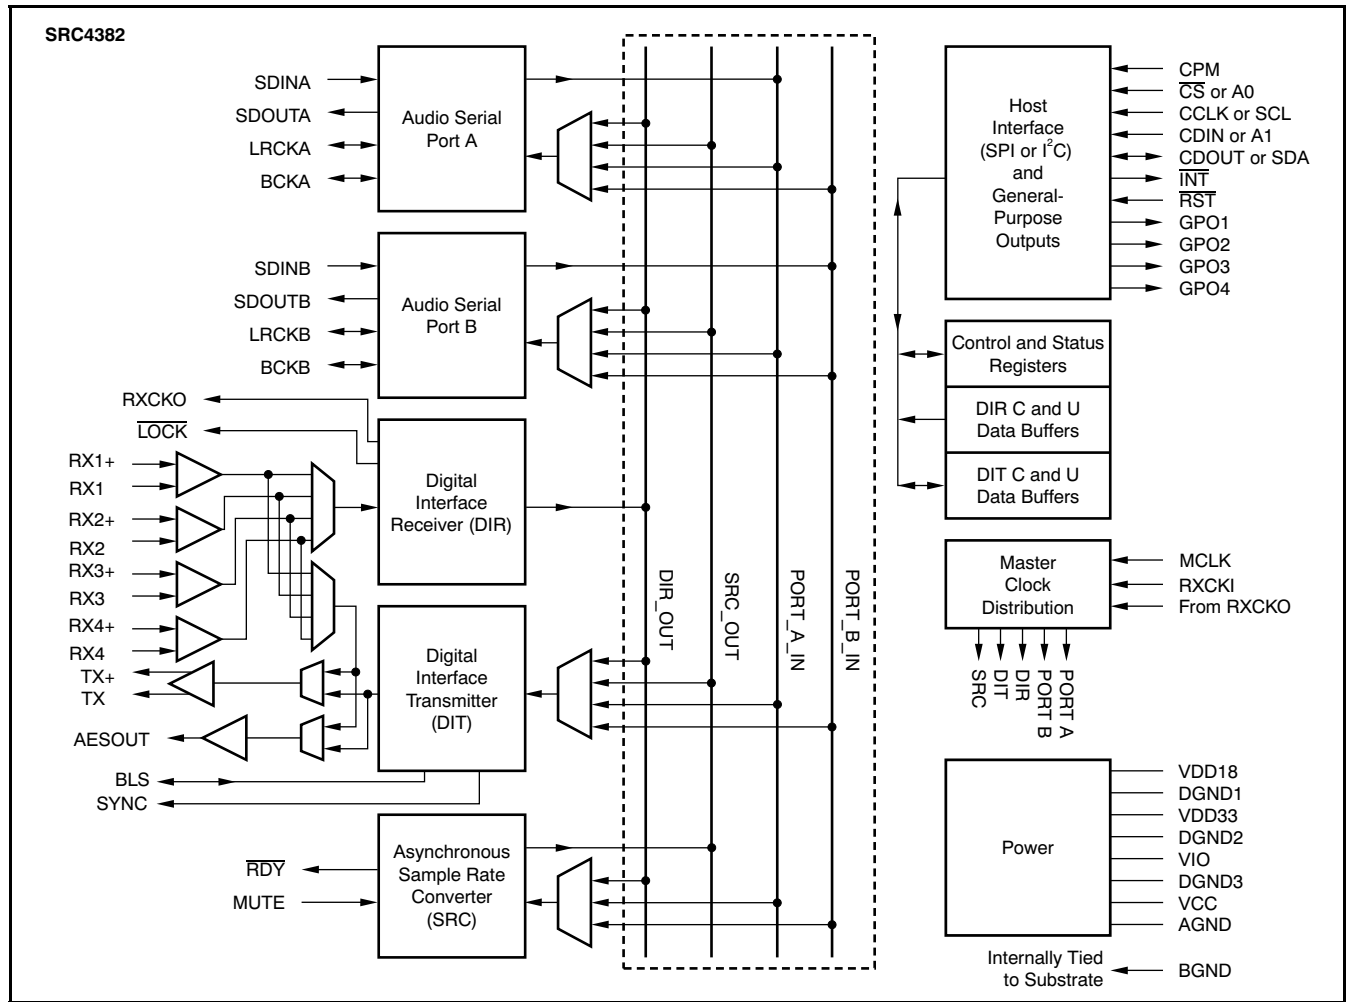 SRC4382
SDINA
SDOUTA
LRCKA
BCKA
Audio Serial
Port A
SDINB
SDOUTB
LRCKB
BCKB
Audio Serial
Port B
RXCKO
LOCK
RX1+
RX1
RX2+
RX2
RX3+
RX3
RX4+
RX4
TX+
TX
AESOUT
BLS
SYNC
Digital
Interface
Receiver (DIR)
Digital
Interface
Transmitter
(DIT)
RDY
MUTE
Asynchronous
Sample Rate
Converter
(SRC)
DIR_OUT
SRC_OUT
PORT_A_IN
PORT_B_IN
Host
Interface
(SPI or I²C)
and
General-
Purpose
Outputs
CPM
CS or A0
CCLK or SCL
CDIN or A1
CDOUT or SDA
INT
RST
GPO1
GPO2
GPO3
GPO4
Control and Status
Registers
DIR C and U
Data Buffers
DIT C and U
Data Buffers
Master
Clock
Distribution
MCLK
RXCKI
From RXCKO
SRC
DIT
DIR
PORT B
PORT A
Power
VDD18
DGND1
VDD33
DGND2
VIO
DGND3
VCC
AGND
Internally Tied
to Substrate
BGND